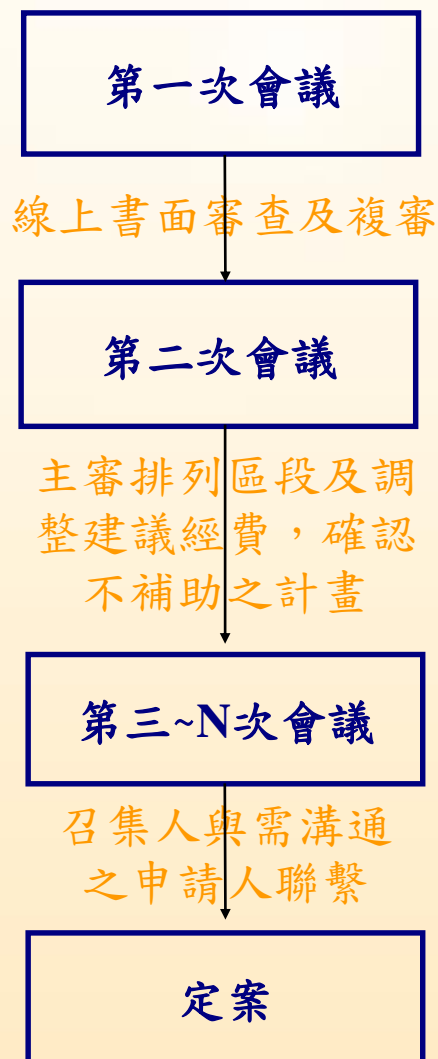 第一次會議
線上書面審查及複審
第二次會議
主審排列區段及調
整建議經費，確認
不補助之計畫
第三~N次會議
召集人與需溝通
之申請人聯繫
定案